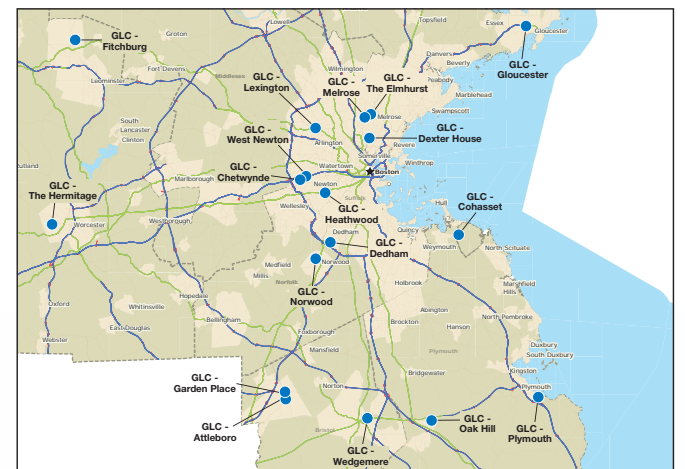 Lowell
Topsfield
Essex
Gloucester
GLC -
Fitchburg
Groton
Danvers
Beverly
GLC -
Gloucester
Fort Devens
Wilmington
Leominster
Middlesex
GLC -
Lexington
GLC -
Melrose
GLC -
The Elmhurst
Peabody
Marblehead
Swampscott
Melrose
South
Lancaster
Clinton
GLC -
West Newton
Arlington
GLC -
Dexter House
Revere
Somerville
Winthrop
Rutland
GLC -
Chetwynde
Watertown
Boston
Marlborough
Newton
GLC -
The Hermitage
Wellesley
Suffolk
GLC -
Heathwood
Hull
GLC -
Cohasset
Worcester
Westborough
Dedham
Quincy
GLC -
Dedham
Weymouth
North Scituate
Medfield
Norwood
Millis
Norfolk
Holbrook
Marshfield
Hills
GLC -
Norwood
Oxford
Whitinsville
Hopedale
Abington
North Pembroke
Bellingham
Brockton
Hanson
East Douglas
Foxborough
Webster
Mansfield
Plymouth
Duxbury
South Duxbury
Bridgewater
Kingston
GLC -
Garden Place
Norton
Plymouth
GLC -
Attleboro
GLC -
Oak Hill
GLC -
Plymouth
Bristol
GLC -
Wedgemere